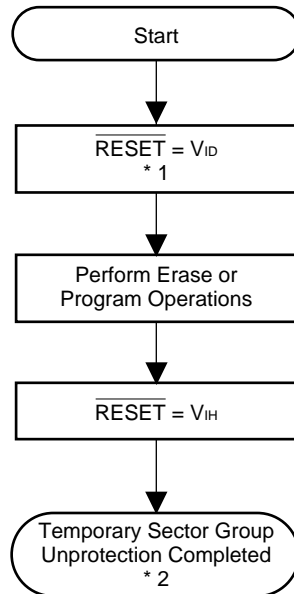 Start
RESET = VID
* 1
Perform Erase or
Program Operations
RESET = VIH
Temporary Sector Group
Unprotection Completed
* 2